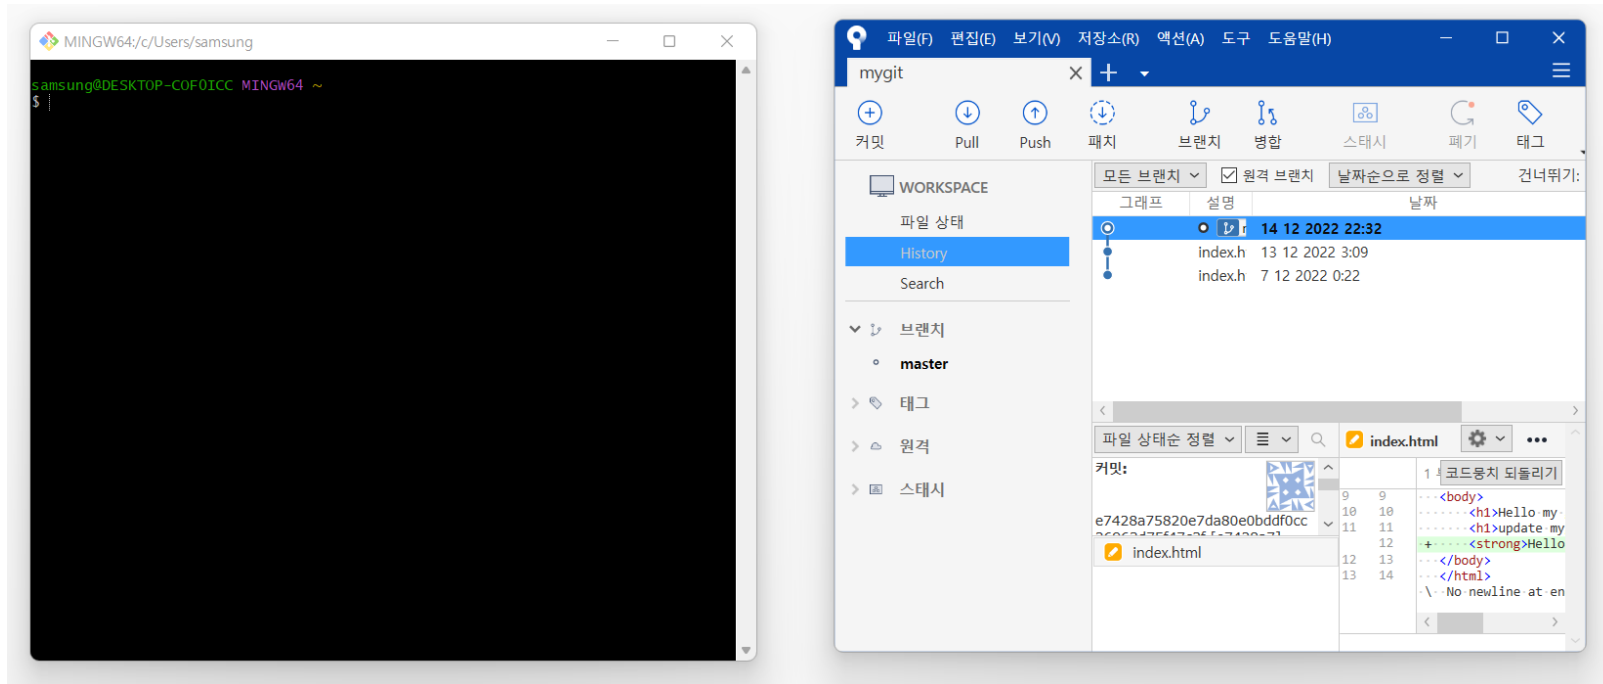 MINGW64:/c/Users/samsung
samsung@DESKTOP-COFOICC MINGW64 ~
$
파일(F) 편집(E) 보기(V) 저장소(R) 액션(A) 도구 도움말(H)
mygit
커밋 Pull Push 패치 브랜치 병합 스태시 폐기 태그
WORKSPACE
파일 상태
History
Search
브랜치
master
태그
원격
스태시
모든 브랜치 원격 브랜치 날짜순으로 정렬 건너뛰기:
그래프 설명 날짜
14 12 2022 22:32
index.h 13 12 2022 3:09
index.h 7 12 2022 0:22
파일 상태순 정렬
커밋:
e7428a75820e7da80e0bddf0cc
index.html
index.html
1 코드뭉치 되돌리기
9 9 <body>
10 10 <h1>Hello my
11 11 <h1>update my
12 + <strong>Hello
12 13 </body>
13 14 </html>
\ No newline at en